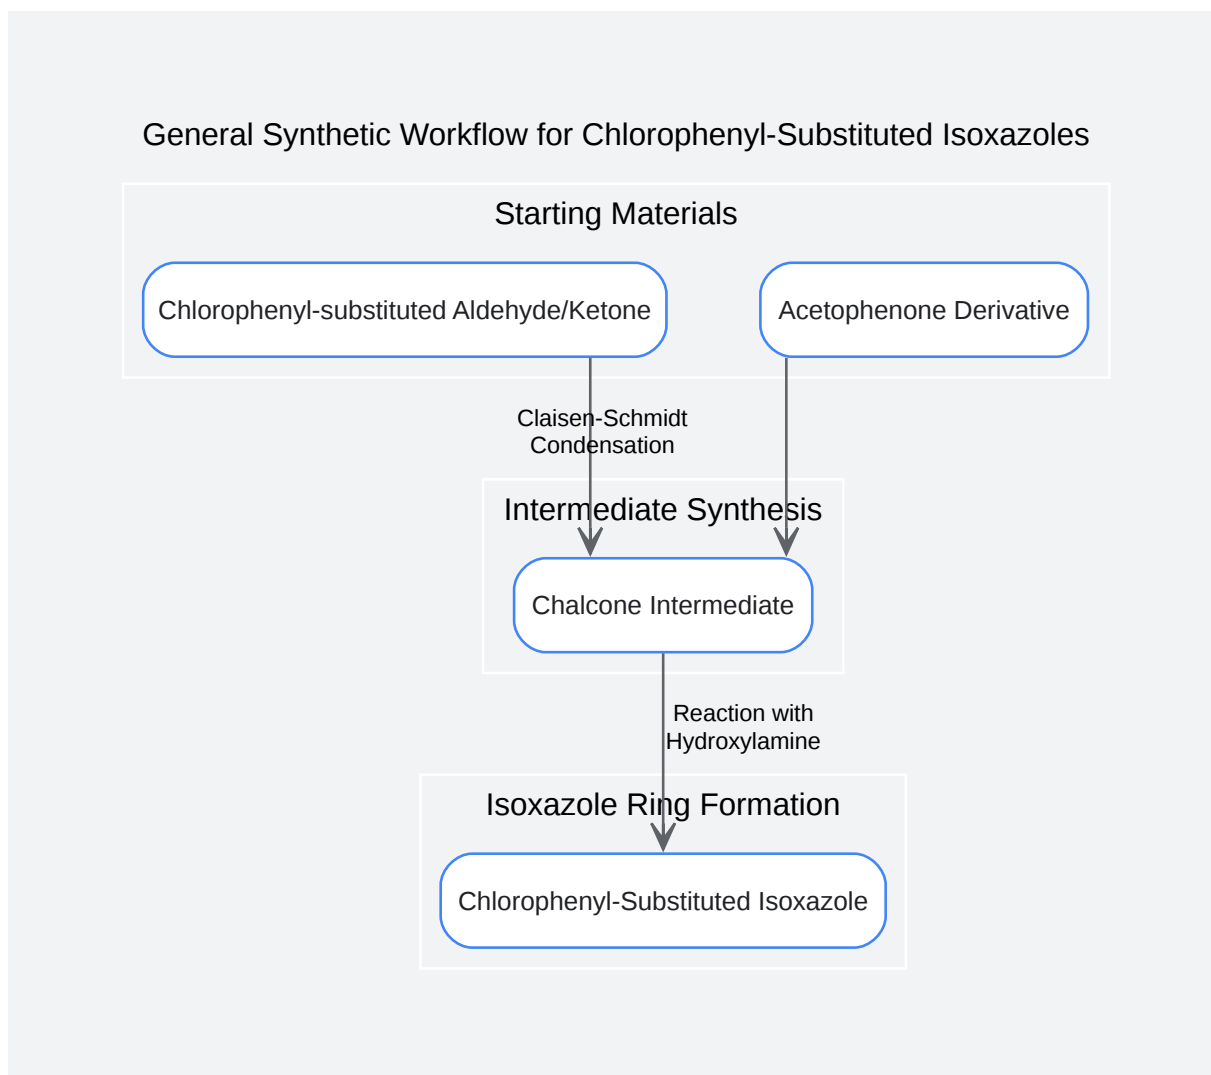 General Synthetic Workflow for Chlorophenyl-Substituted Isoxazoles
Starting Materials
Chlorophenyl-substituted Aldehyde/Ketone
Acetophenone Derivative
Claisen-Schmidt
Condensation
Intermediate Synthesis
Chalcone Intermediate
Reaction with
Hydroxylamine
Isoxazole Ring Formation
Chlorophenyl-Substituted Isoxazole